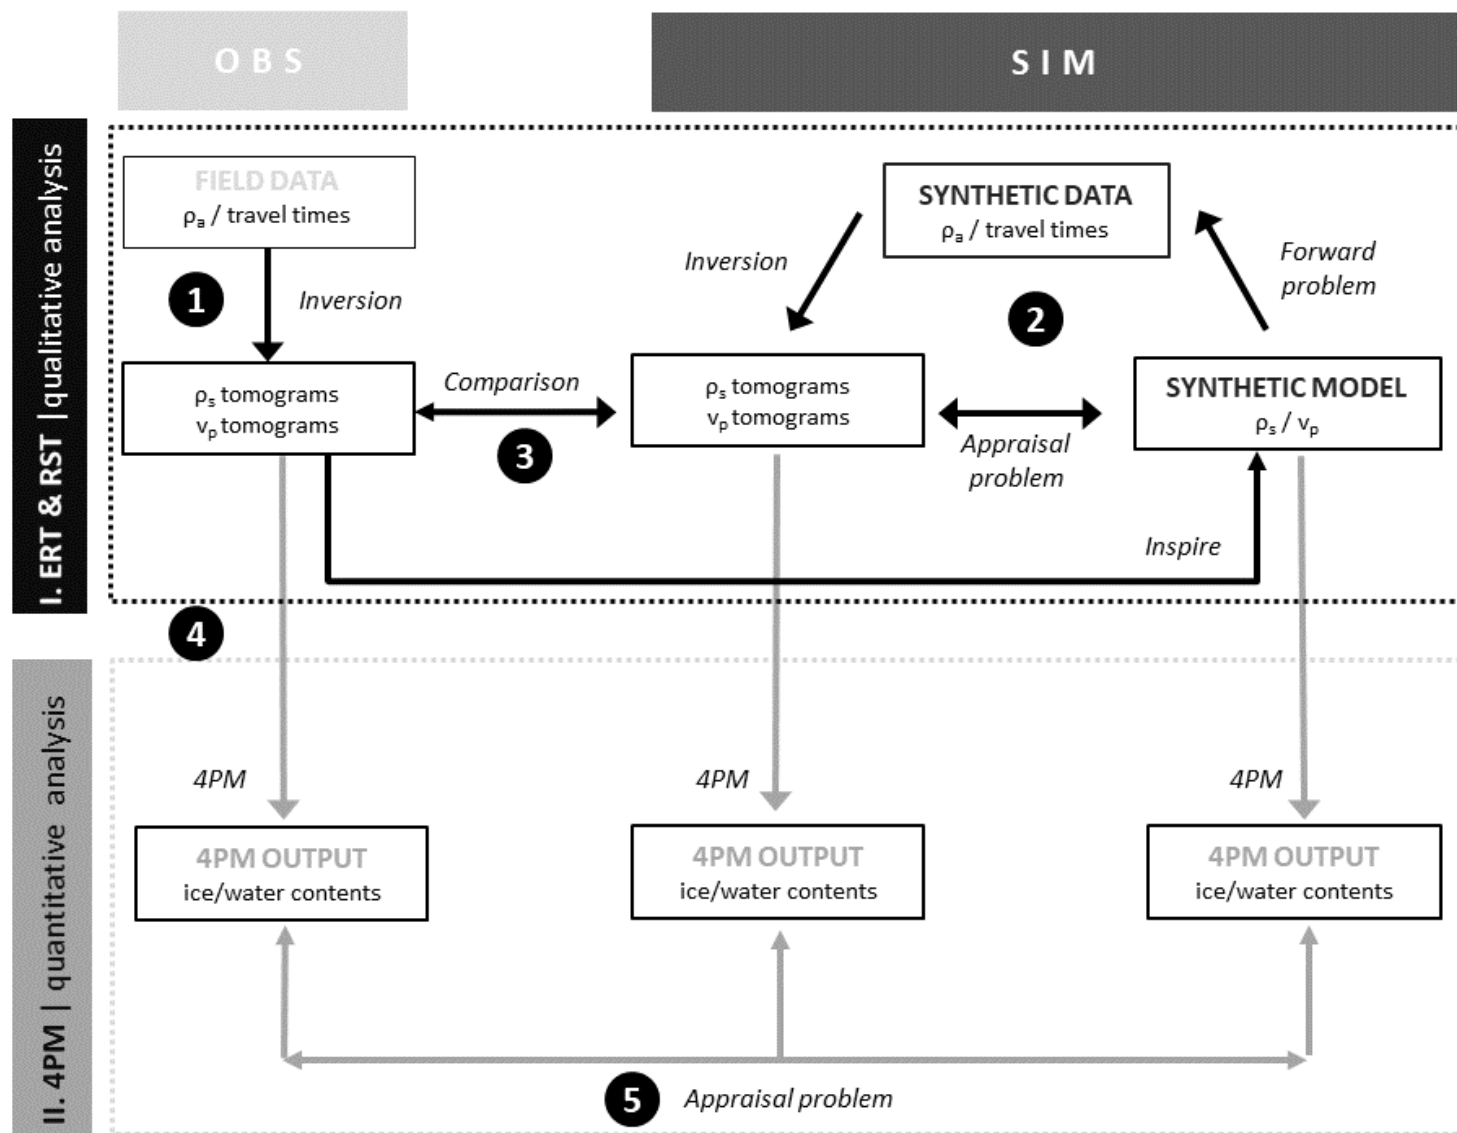 OBS
SIM
I. ERT & RST | qualitative analysis
FIELD DATA
ρₐ / travel times
1
Inversion
ρₛ tomograms
vₚ tomograms
Comparison
3
SYNTHETIC DATA
ρₐ / travel times
Inversion
2
Forward
problem
ρₛ tomograms
vₚ tomograms
Appraisal
problem
SYNTHETIC MODEL
ρₛ / vₚ
Inspire
4
II. 4PM | quantitative analysis
4PM
4PM
4PM
4PM OUTPUT
ice/water contents
4PM OUTPUT
ice/water contents
4PM OUTPUT
ice/water contents
5
Appraisal problem